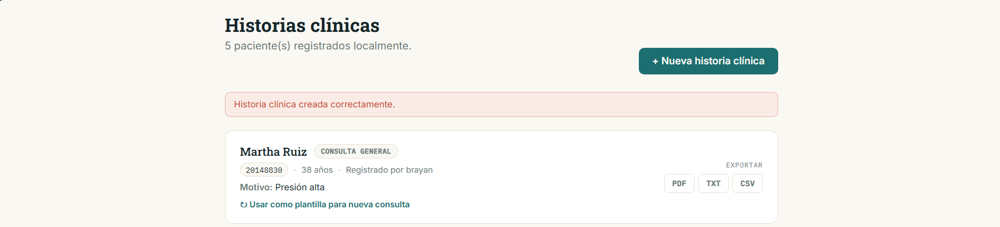 Historias clínicas
5 paciente(s) registrados localmente.
+ Nueva historia clínica
Historia clínica creada correctamente.
Martha Ruiz CONSULTA GENERAL
20148830 · 38 años · Registrado por brayan
Motivo: Presión alta
↻ Usar como plantilla para nueva consulta
EXPORTAR
PDF TXT CSV